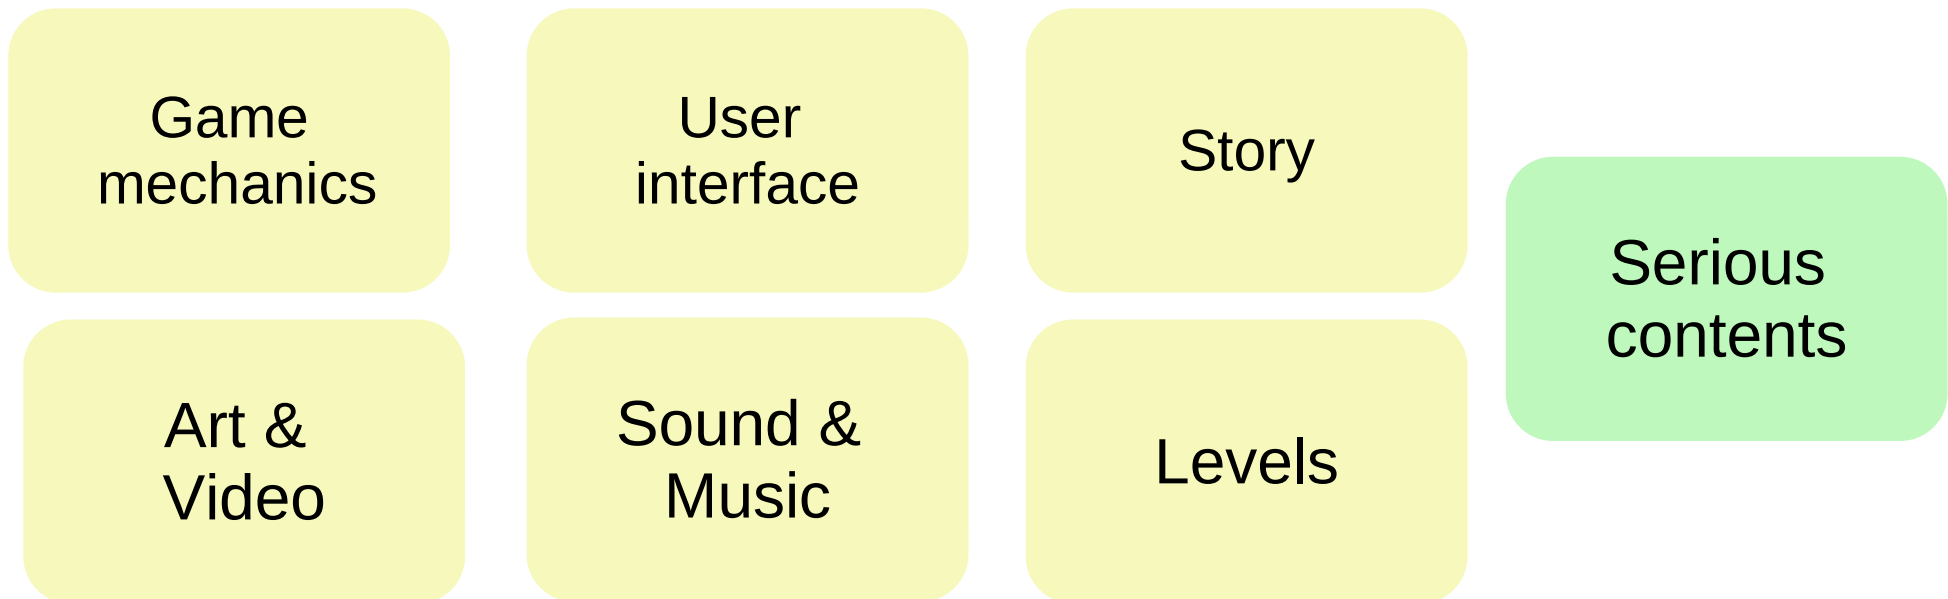 Game
mechanics
User
interface
Story
Serious
contents
Art &
Video
Sound &
Music
Levels